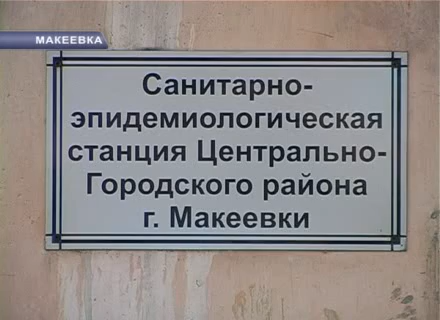 МАКЕЕВКА
Санитарно-
эпидемиологическая
станция Центрально-
Городского района
г. Макеевки